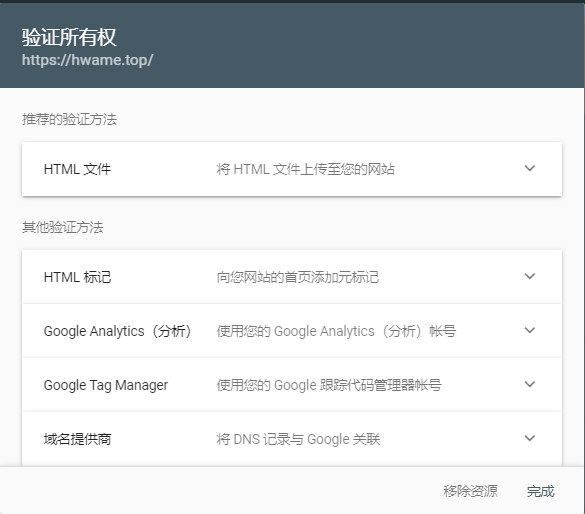 验证所有权
https://hwame.top/
推荐的验证方法
HTML 文件 将 HTML 文件上传至您的网站
其他验证方法
HTML 标记 向您网站的首页添加元标记
Google Analytics（分析） 使用您的 Google Analytics（分析）帐号
Google Tag Manager 使用您的 Google 跟踪代码管理器帐号
域名提供商 将 DNS 记录与 Google 关联
移除资源 完成